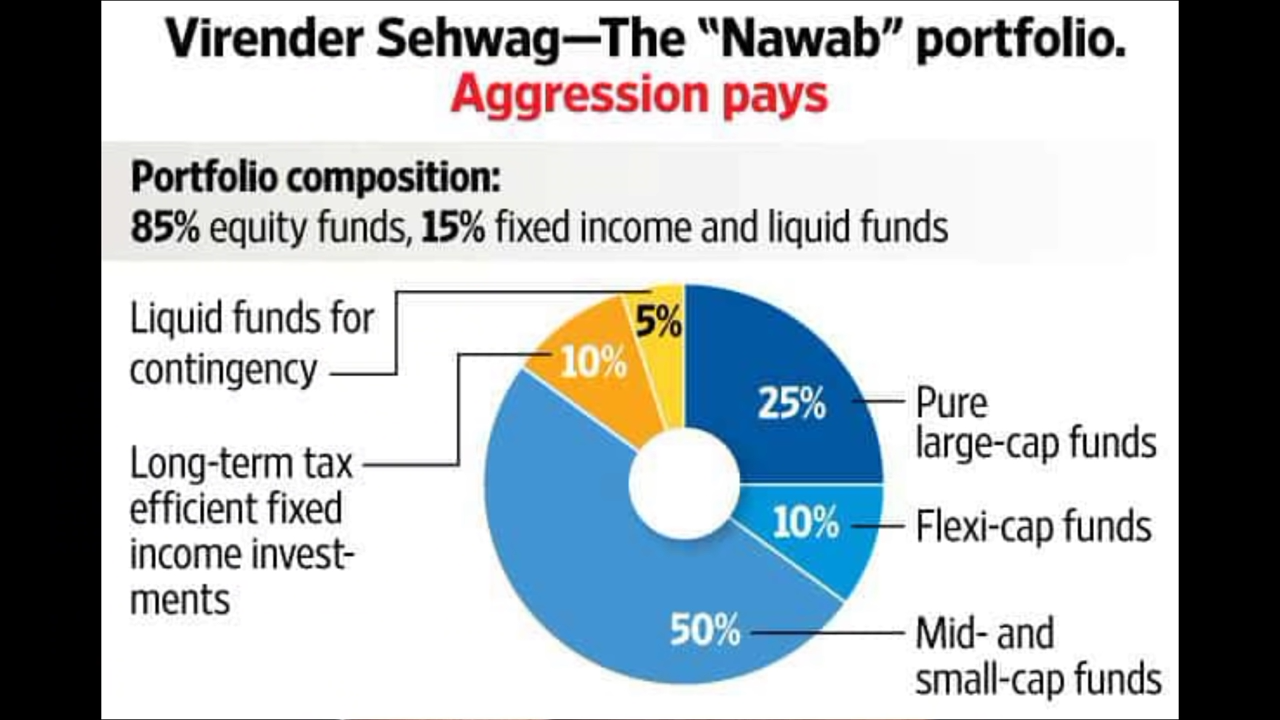 Virender Sehwag—The “Nawab” portfolio.
Aggression pays
Portfolio composition:
85% equity funds, 15% fixed income and liquid funds
Liquid funds for
contingency
Long-term tax
efficient fixed
income invest-
ments
5%
10%
25%
10%
50%
Pure
large-cap funds
Flexi-cap funds
Mid- and
small-cap funds